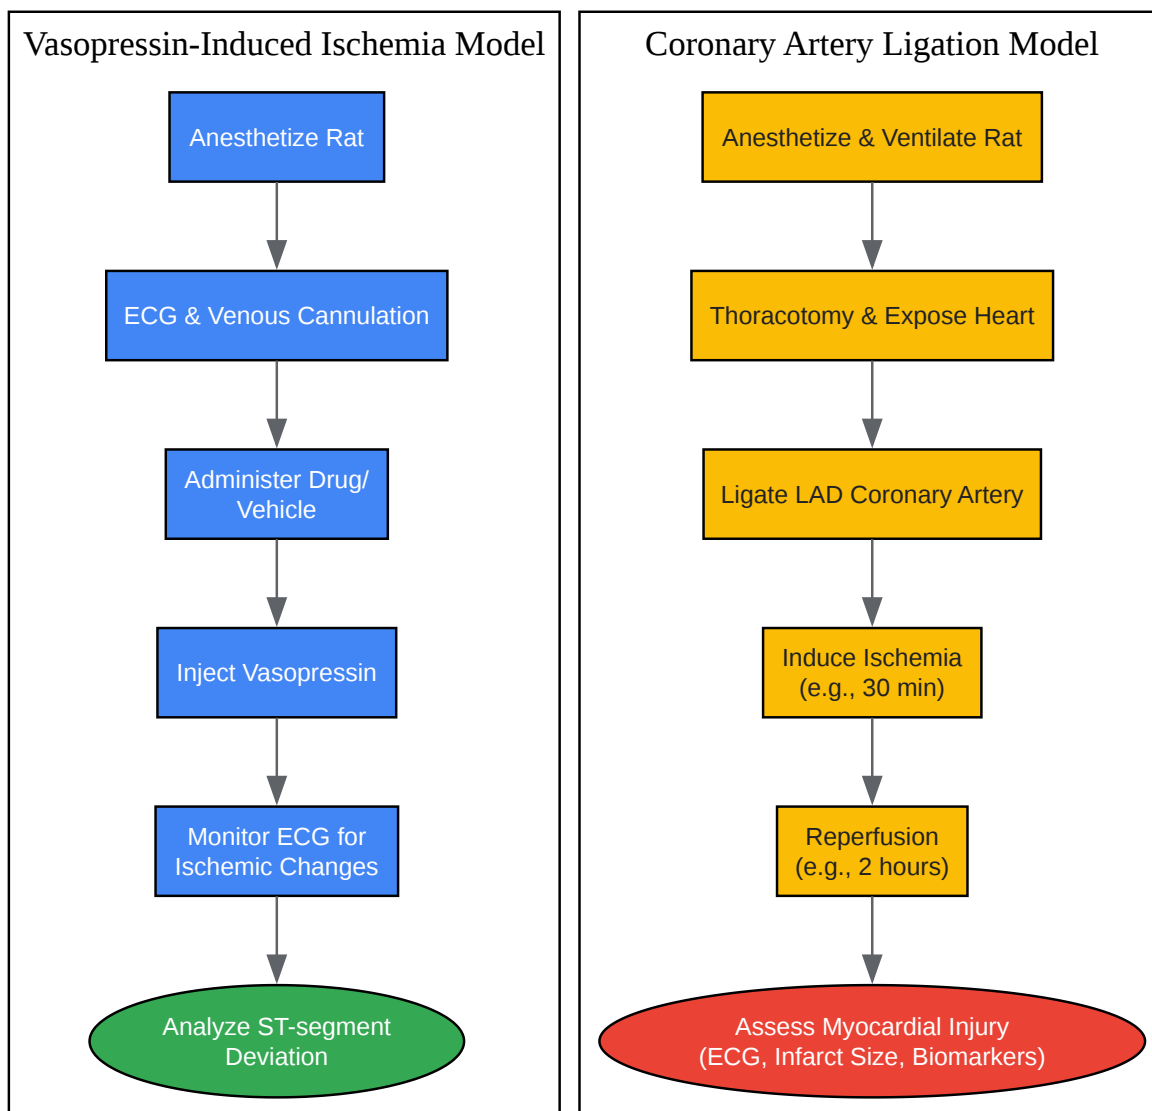 Vasopressin-Induced Ischemia Model
Anesthetize Rat
ECG & Venous Cannulation
Administer Drug/
Vehicle
Inject Vasopressin
Monitor ECG for
Ischemic Changes
Analyze ST-segment
Deviation
Coronary Artery Ligation Model
Anesthetize & Ventilate Rat
Thoracotomy & Expose Heart
Ligate LAD Coronary Artery
Induce Ischemia
(e.g., 30 min)
Reperfusion
(e.g., 2 hours)
Assess Myocardial Injury
(ECG, Infarct Size, Biomarkers)